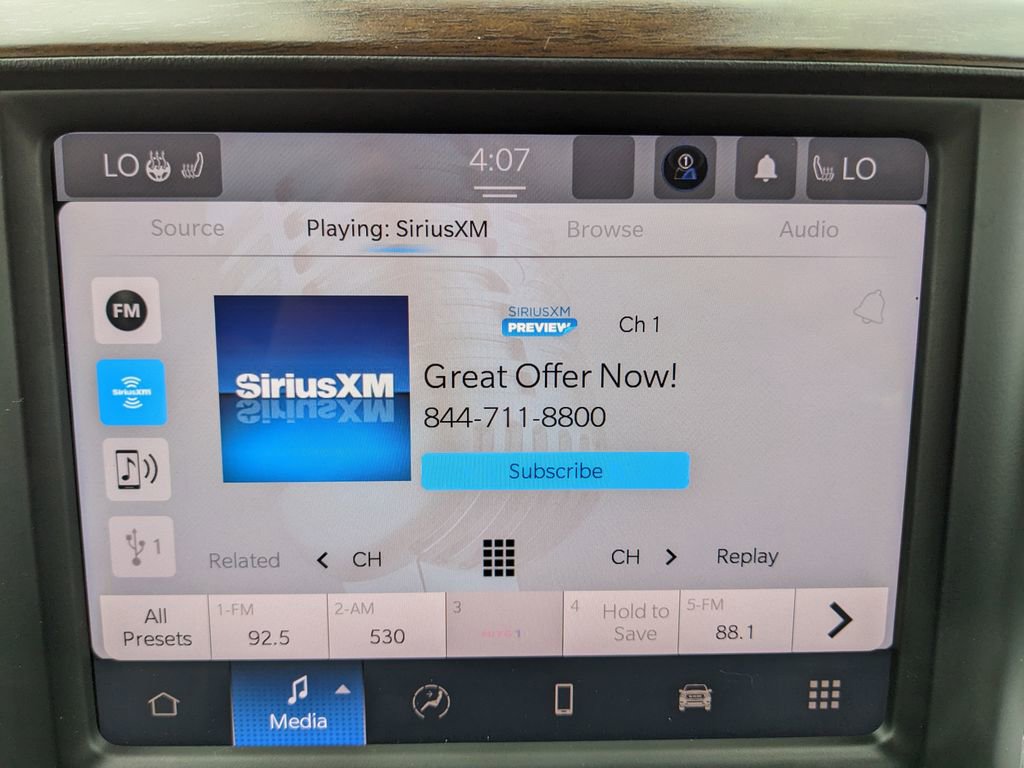 LO
4:07
1
LO
Source
Playing: SiriusXM
Browse
Audio
FM
SiriusXM
1
SiriusXM
SIRIUSXM
PREVIEW
Ch 1
Great Offer Now!
844-711-8800
Subscribe
Related
CH
CH
Replay
All
Presets
1-FM
92.5
2-AM
530
3
4
Hold to
Save
5-FM
88.1
Media